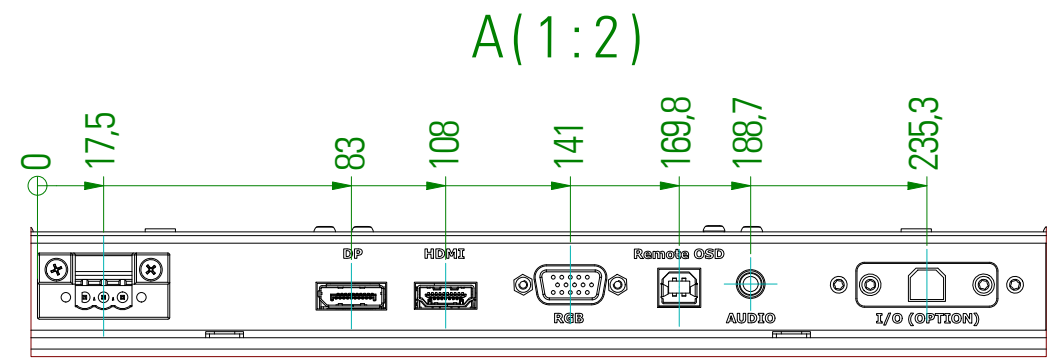 A(1:2)
0
17,5
83
108
141
169,8
188,7
235,3
DP
HDMI
Remote OSD
RGB
AUDIO
I/O (OPTION)